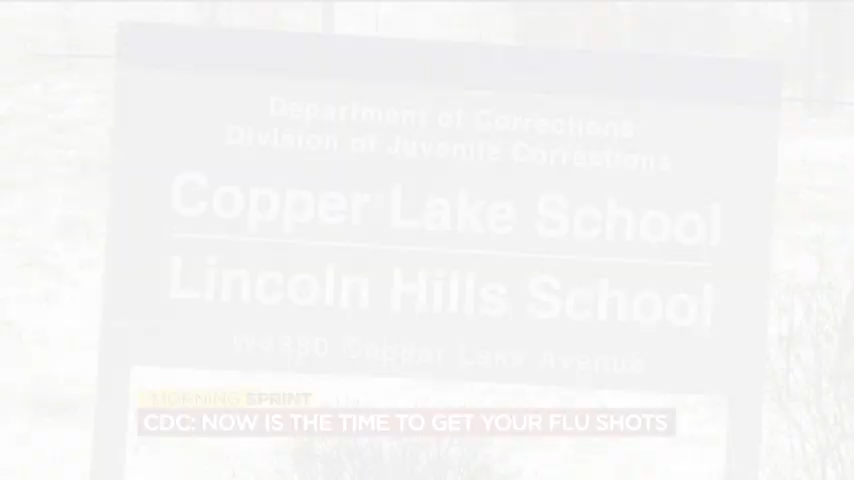 Department of Corrections
Division of Juvenile Corrections
Copper Lake School
Lincoln Hills School
Copper Lake Avenue
MORNING SPRINT
CDC: NOW IS THE TIME TO GET YOUR FLU SHOTS